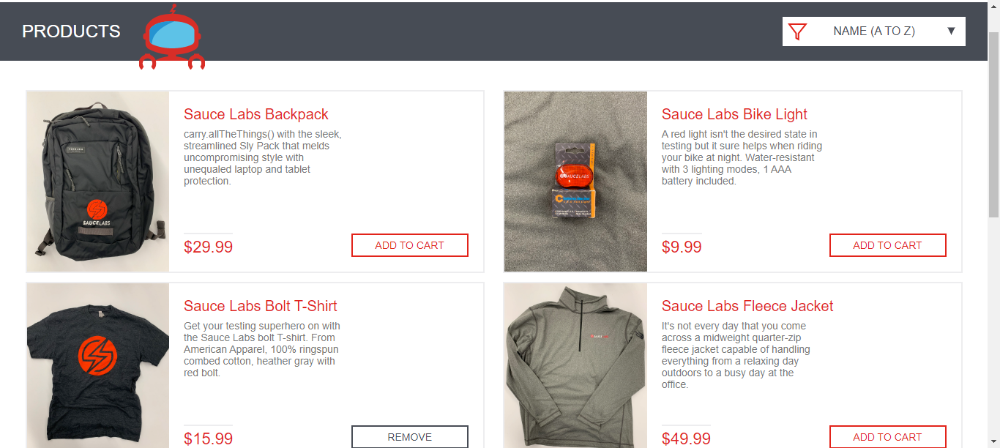 PRODUCTS
NAME (A TO Z)
Sauce Labs Backpack
carry.allTheThings() with the sleek,
streamlined Sly Pack that melds
uncompromising style with
unequaled laptop and tablet
protection.
$29.99
ADD TO CART
SAUCELABS
Sauce Labs Bike Light
A red light isn't the desired state in
testing but it sure helps when riding
your bike at night. Water-resistant
with 3 lighting modes, 1 AAA
battery included.
$9.99
ADD TO CART
SAUCELABS
Sauce Labs Bolt T-Shirt
Get your testing superhero on with
the Sauce Labs bolt T-shirt. From
American Apparel, 100% ringspun
combed cotton, heather gray with
red bolt.
$15.99
REMOVE
Sauce Labs Fleece Jacket
It's not every day that you come
across a midweight quarter-zip
fleece jacket capable of handling
everything from a relaxing day
outdoors to a busy day at the
office.
$49.99
ADD TO CART